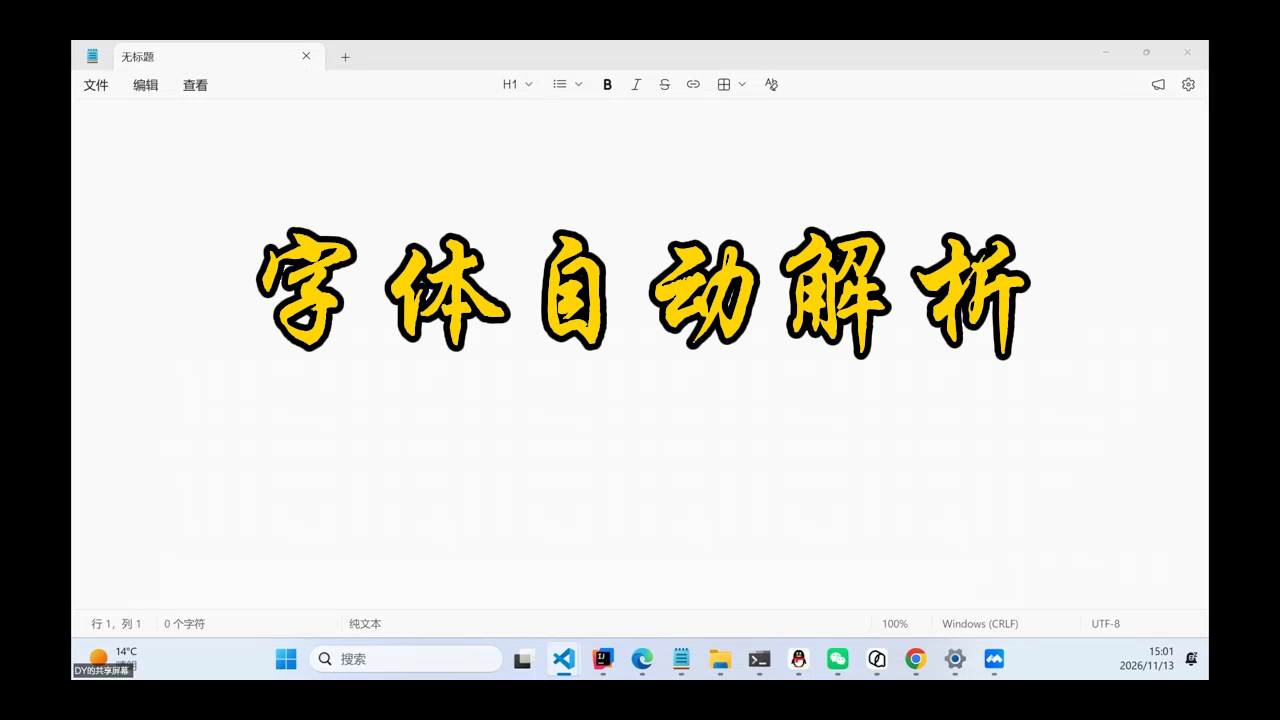 无标题
文件 编辑 查看
H1 B I S
字体自动解析
行 1，列 1 0 个字符 纯文本 100% Windows (CRLF) UTF-8
14°C
DY的共享屏幕
搜索
15:01
2026/11/13